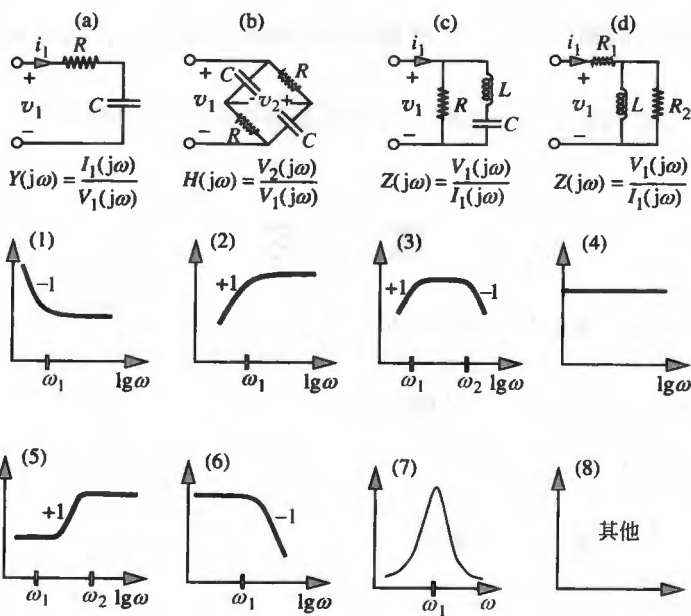 (a) (b) (c) (d)
i₁ R
+
v₁ C
−
+
C R
v₁ − v₂ +
R C
−
i₁
+
v₁ R L
C
−
i₁ R₁
+
v₁ L R₂
−
Y(jω) = I₁(jω)/V₁(jω)
H(jω) = V₂(jω)/V₁(jω)
Z(jω) = V₁(jω)/I₁(jω)
Z(jω) = V₁(jω)/I₁(jω)
(1) (2) (3) (4)
−1 +1 +1 −1
ω₁ lgω ω₁ lgω ω₁ ω₂ lgω lgω
(5) (6) (7) (8)
+1 −1 其他
ω₁ ω₂ lgω ω₁ lgω ω₁ ω